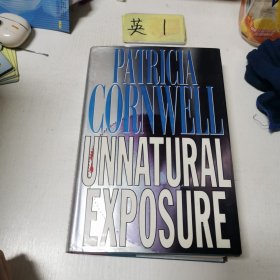 英 1
PATRICIA
CORNWELL
UNNATURAL
EXPOSURE